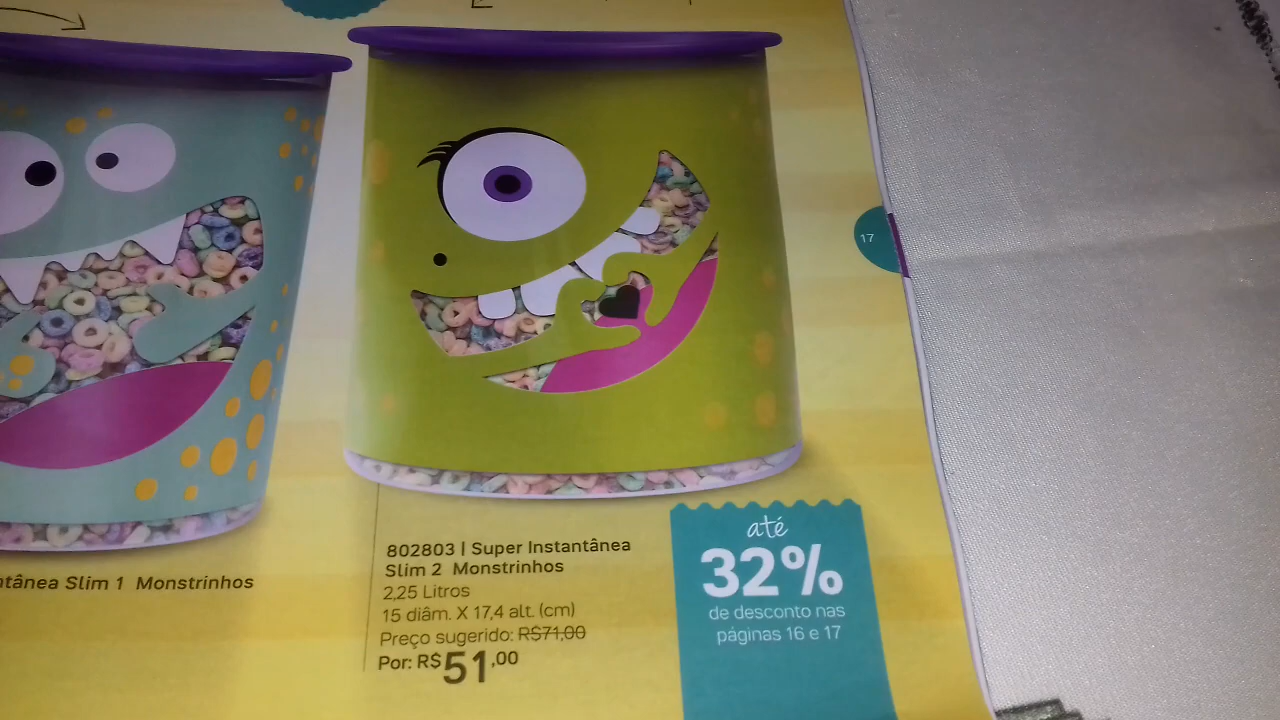 17
802803 | Super Instantânea
Slim 2 Monstrinhos
2,25 Litros
15 diâm. X 17,4 alt. (cm)
Preço sugerido: R$71,00
Por: R$51,00
ntânea Slim 1 Monstrinhos
até
32%
de desconto nas
páginas 16 e 17